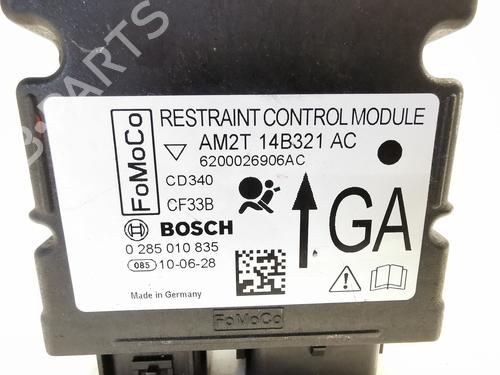 B-PARTS
RESTRAINT CONTROL MODULE
FoMoCo
AM2T 14B321 AC
6200026906AC
CD340
CF33B
BOSCH
GA
0 285 010 835
085 10-06-28
Made in Germany
FoMoCo